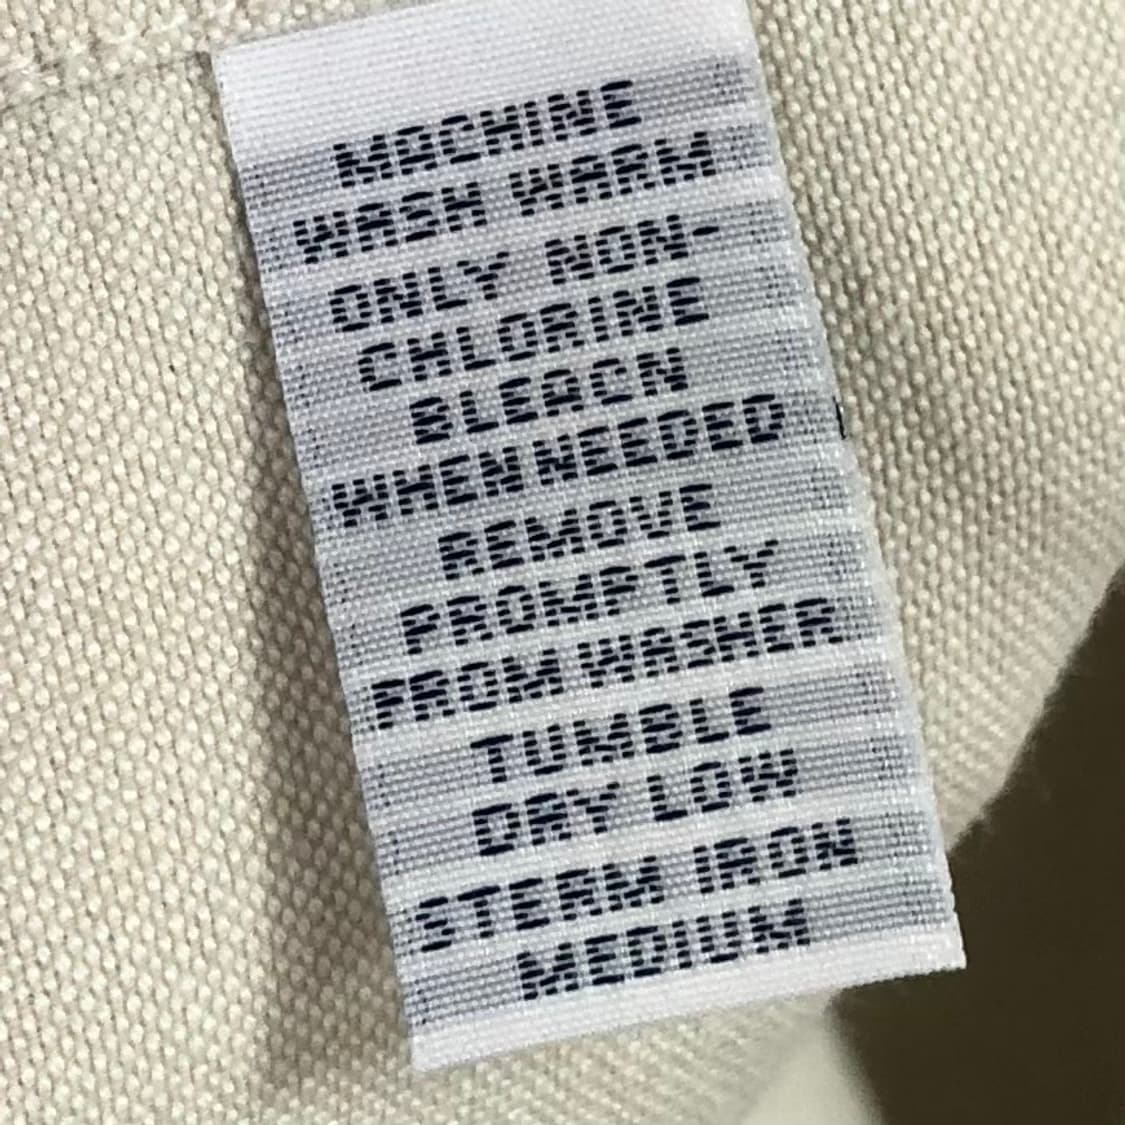 MACHINE
WASH WARM
ONLY NON-
CHLORINE
BLEACH
WHEN NEEDED
REMOVE
PROMPTLY
FROM WASHER
TUMBLE
DRY LOW
STEAM IRON
MEDIUM